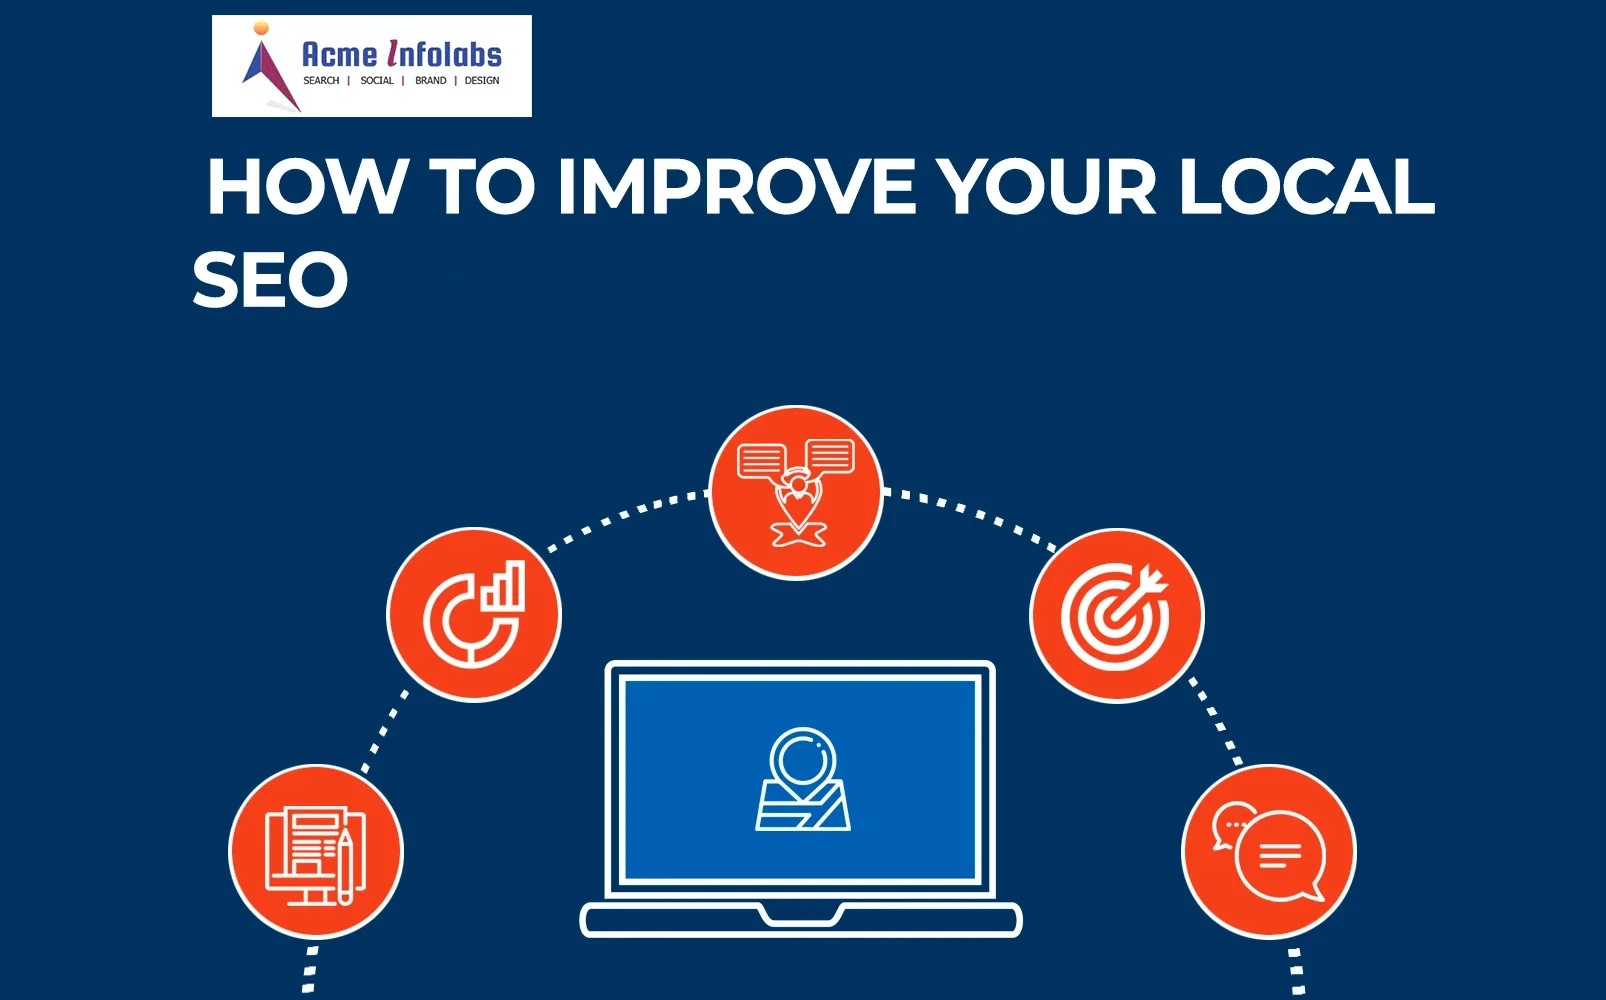 Acme Infolabs
SEARCH | SOCIAL | BRAND | DESIGN
HOW TO IMPROVE YOUR LOCAL
SEO